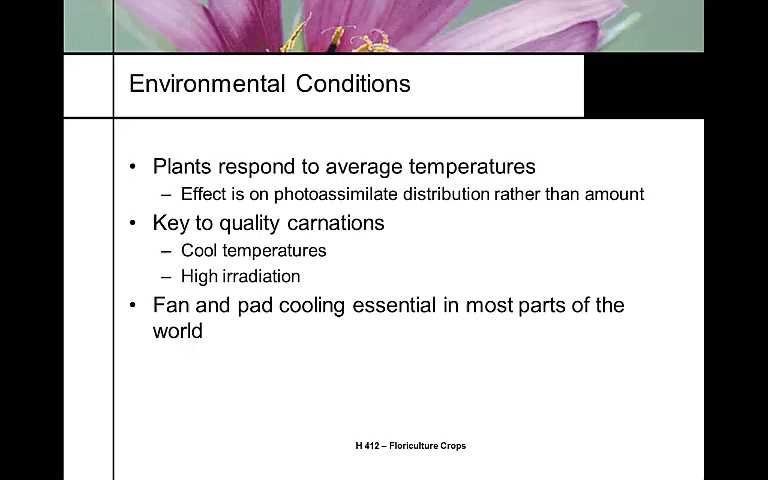 Environmental Conditions
• Plants respond to average temperatures
– Effect is on photoassimilate distribution rather than amount
• Key to quality carnations
– Cool temperatures
– High irradiation
• Fan and pad cooling essential in most parts of the
world
H 412 – Floriculture Crops